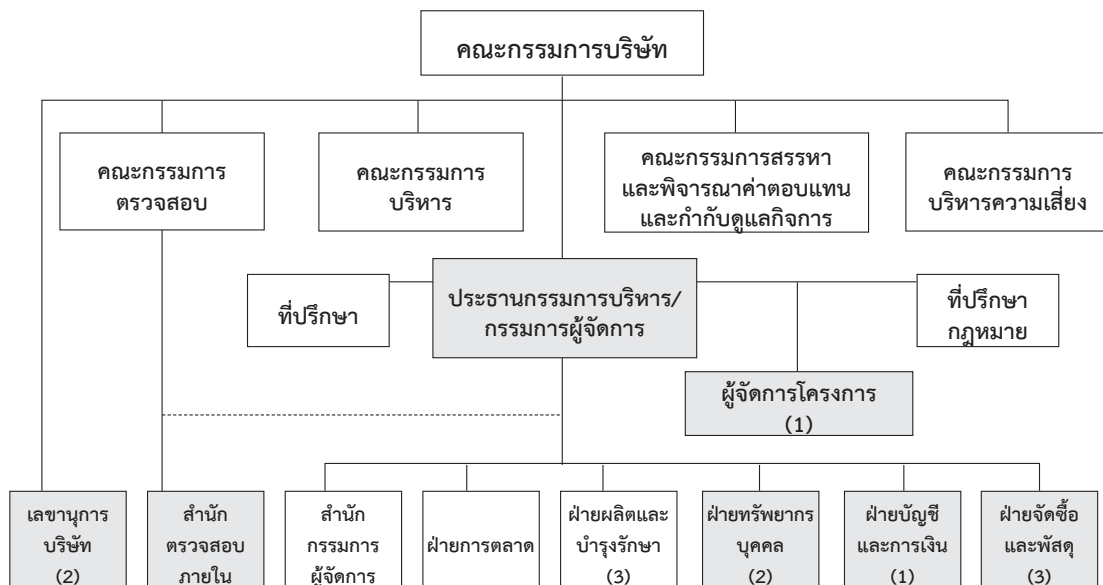 คณะกรรมการบริษัท
คณะกรรมการ
ตรวจสอบ
คณะกรรมการ
บริหาร
คณะกรรมการสรรหา
และพิจารณาค่าตอบแทน
และกำกับดูแลกิจการ
คณะกรรมการ
บริหารความเสี่ยง
ที่ปรึกษา
ประธานกรรมการบริหาร/
กรรมการผู้จัดการ
ที่ปรึกษา
กฎหมาย
ผู้จัดการโครงการ
(1)
เลขานุการ
บริษัท
(2)
สำนัก
ตรวจสอบ
ภายใน
สำนัก
กรรมการ
ผู้จัดการ
ฝ่ายการตลาด
ฝ่ายผลิตและ
บำรุงรักษา
(3)
ฝ่ายทรัพยากร
บุคคล
(2)
ฝ่ายบัญชี
และการเงิน
(1)
ฝ่ายจัดซื้อ
และพัสดุ
(3)